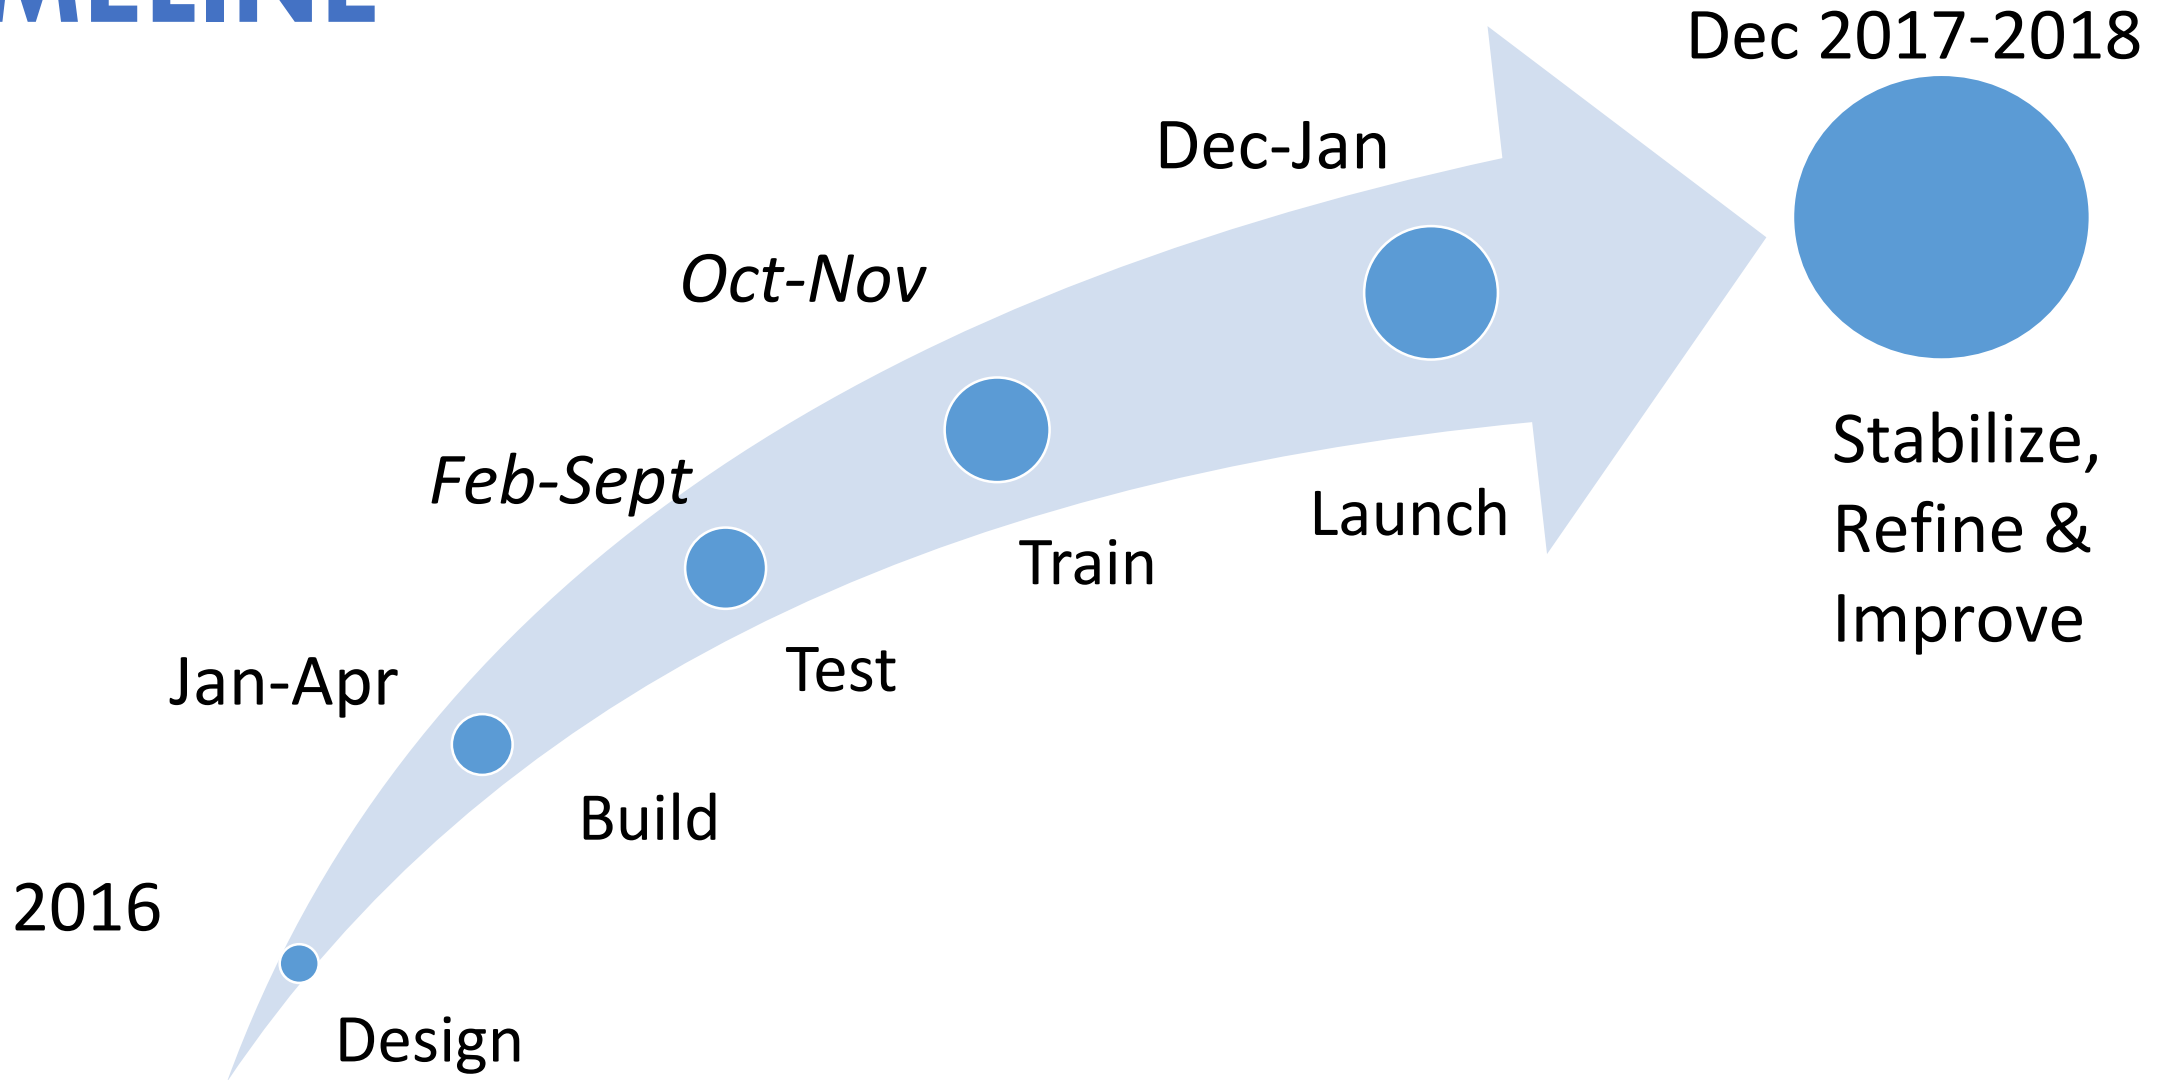 Dec 2017-2018
Dec-Jan
Oct-Nov
Feb-Sept
Jan-Apr
2016
Design
Build
Test
Train
Launch
Stabilize,
Refine &
Improve